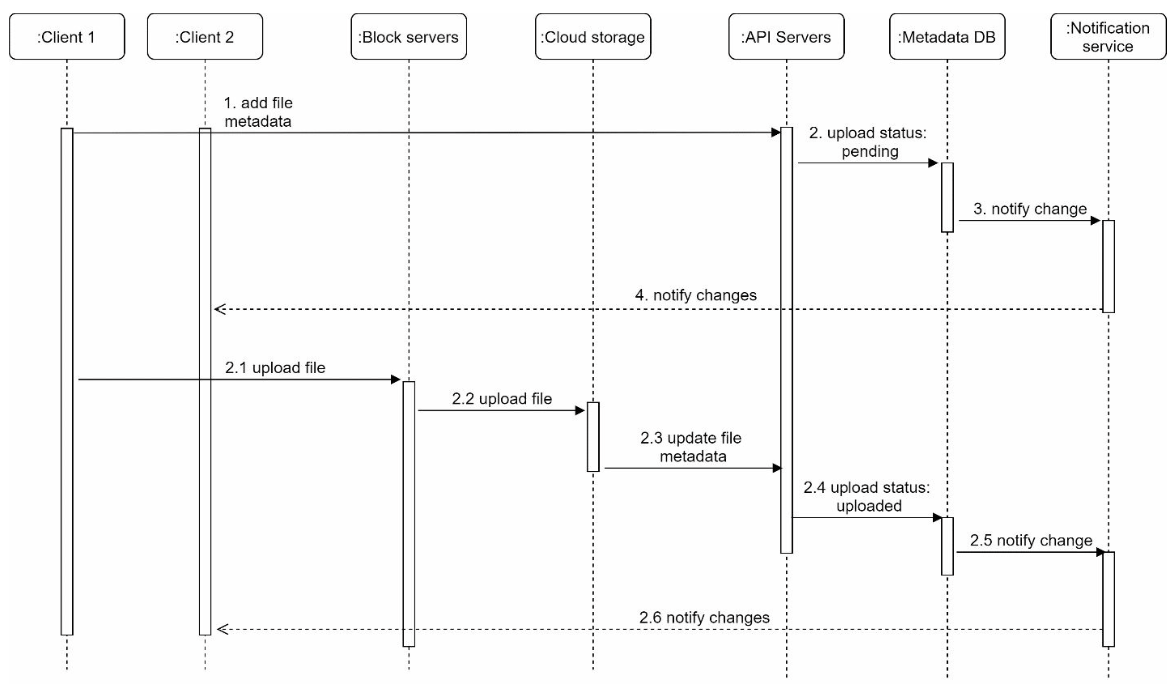 :Client 1
:Client 2
:Block servers
:Cloud storage
:API Servers
:Metadata DB
:Notification
service
1. add file
metadata
2. upload status:
pending
3. notify change
4. notify changes
2.1 upload file
2.2 upload file
2.3 update file
metadata
2.4 upload status:
uploaded
2.5 notify change
2.6 notify changes